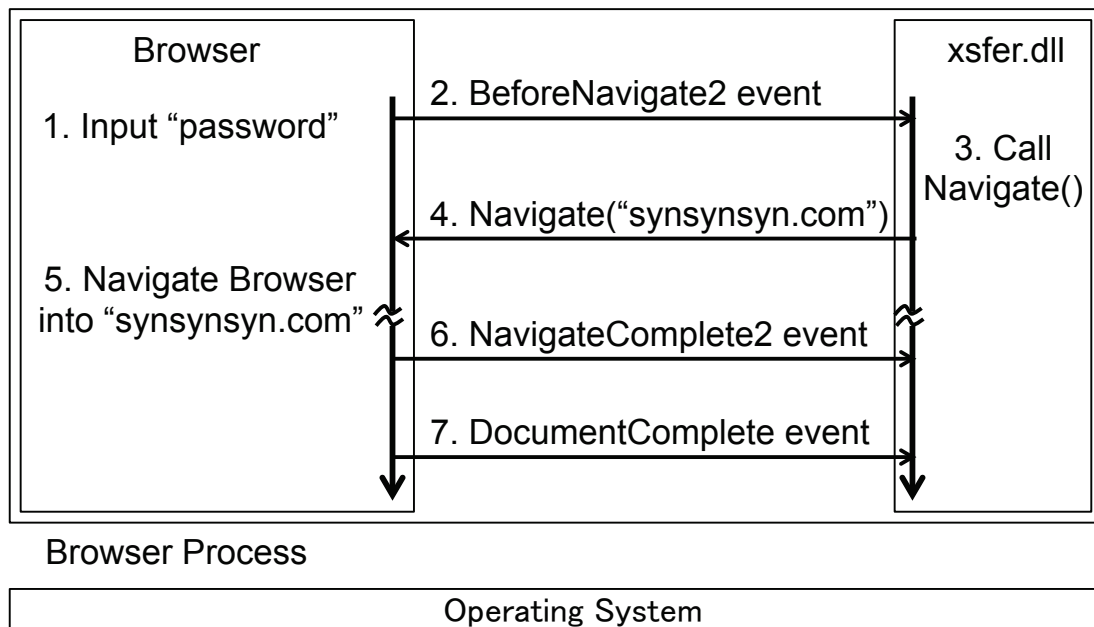 Browser
xsfer.dll
2. BeforeNavigate2 event
1. Input “password”
3. Call
Navigate()
4. Navigate(“synsynsyn.com”)
5. Navigate Browser
into “synsynsyn.com”
6. NavigateComplete2 event
7. DocumentComplete event
Browser Process
Operating System